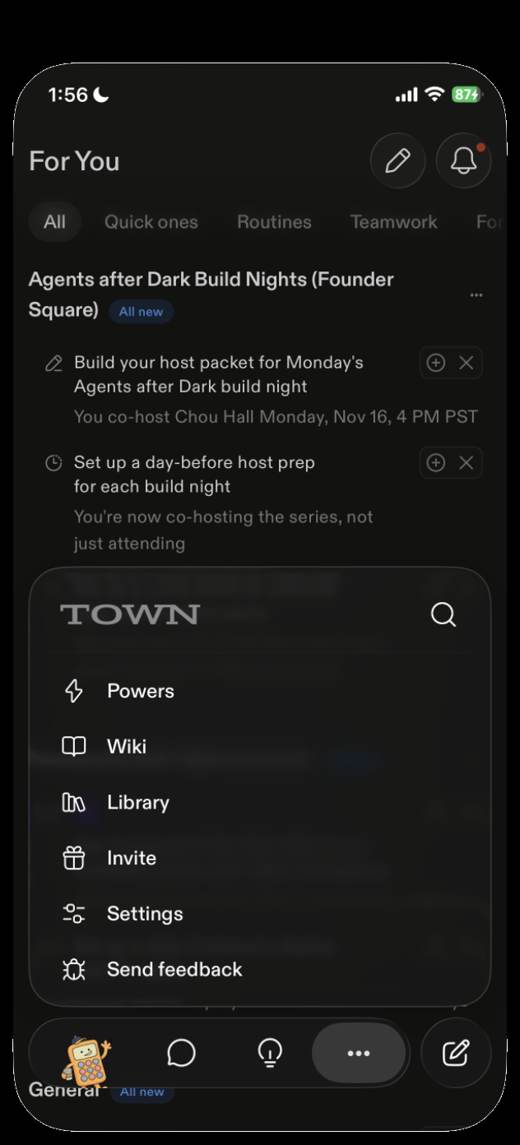 1:56
87
For You
All Quick ones Routines Teamwork Fo
Agents after Dark Build Nights (Founder
Square) All new
Build your host packet for Monday's
Agents after Dark build night
You co-host Chou Hall Monday, Nov 16, 4 PM PST
Set up a day-before host prep
for each build night
You're now co-hosting the series, not
just attending
TOWN
Powers
Wiki
Library
Invite
Settings
Send feedback
General All new